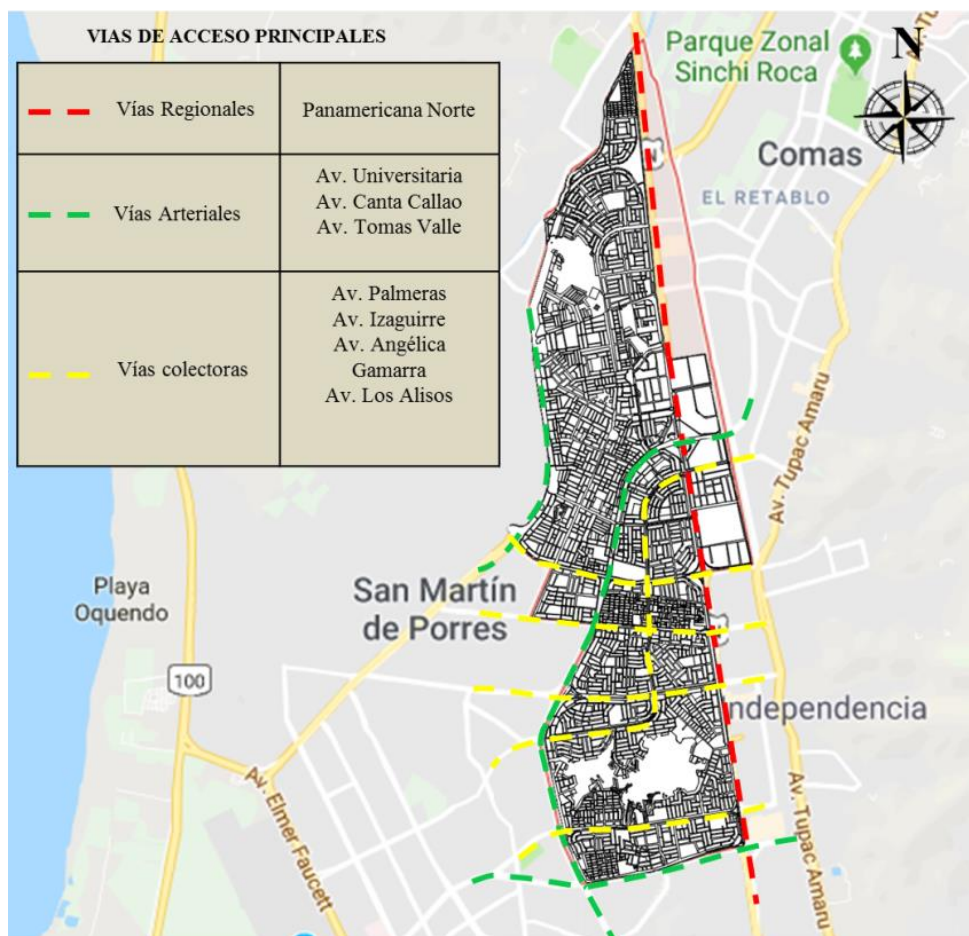 VIAS DE ACCESO PRINCIPALES
Vías Regionales
Panamericana Norte
Vías Arteriales
Av. Universitaria
Av. Canta Callao
Av. Tomas Valle
Vías colectoras
Av. Palmeras
Av. Izaguirre
Av. Angélica
Gamarra
Av. Los Alisos
Parque Zonal
Sinchi Roca
N
Comas
EL RETABLO
Av. Tupac Amaru
Playa
Oquendo
San Martín
de Porres
100
ndependencia
Av. Elmer Faucett
Av. Tupac Amaru